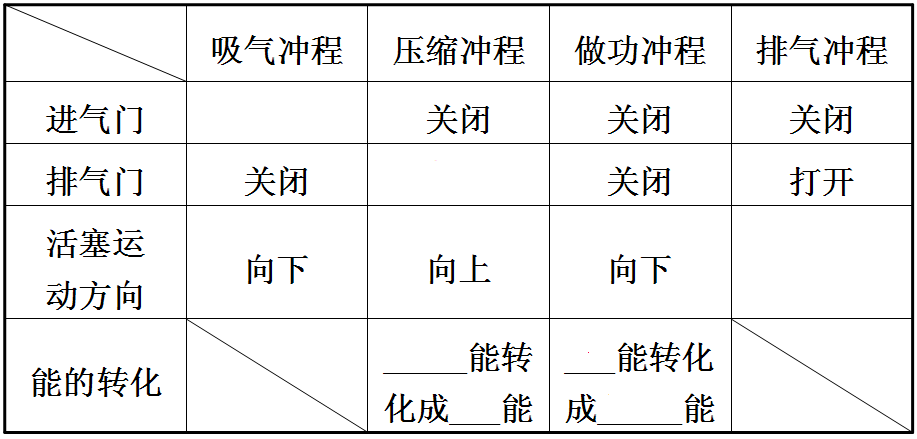 吸气冲程 压缩冲程 做功冲程 排气冲程
进气门 关闭 关闭 关闭
排气门 关闭 关闭 打开
活塞运
动方向 向下 向上 向下
能的转化 ______能转
化成____能 ____能转化
成______能